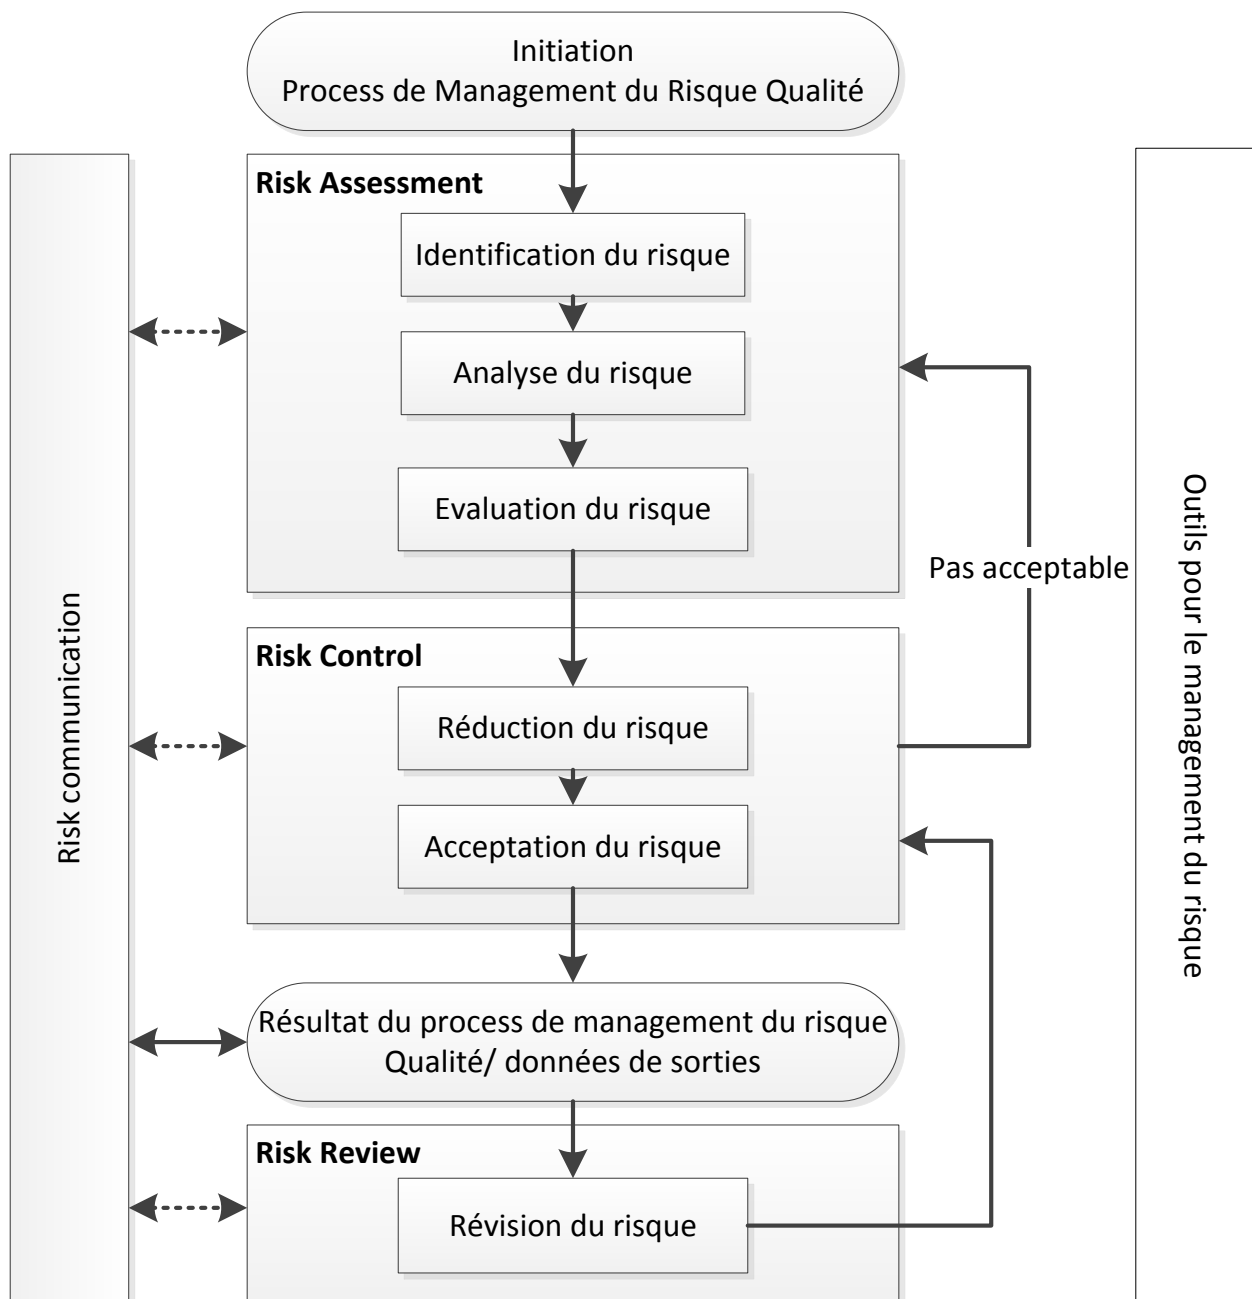 Initiation
Process de Management du Risque Qualité
Risk Assessment
Identification du risque
Analyse du risque
Evaluation du risque
Pas acceptable
Risk Control
Réduction du risque
Acceptation du risque
Résultat du process de management du risque
Qualité/ données de sorties
Risk Review
Révision du risque
Risk communication
Outils pour le management du risque